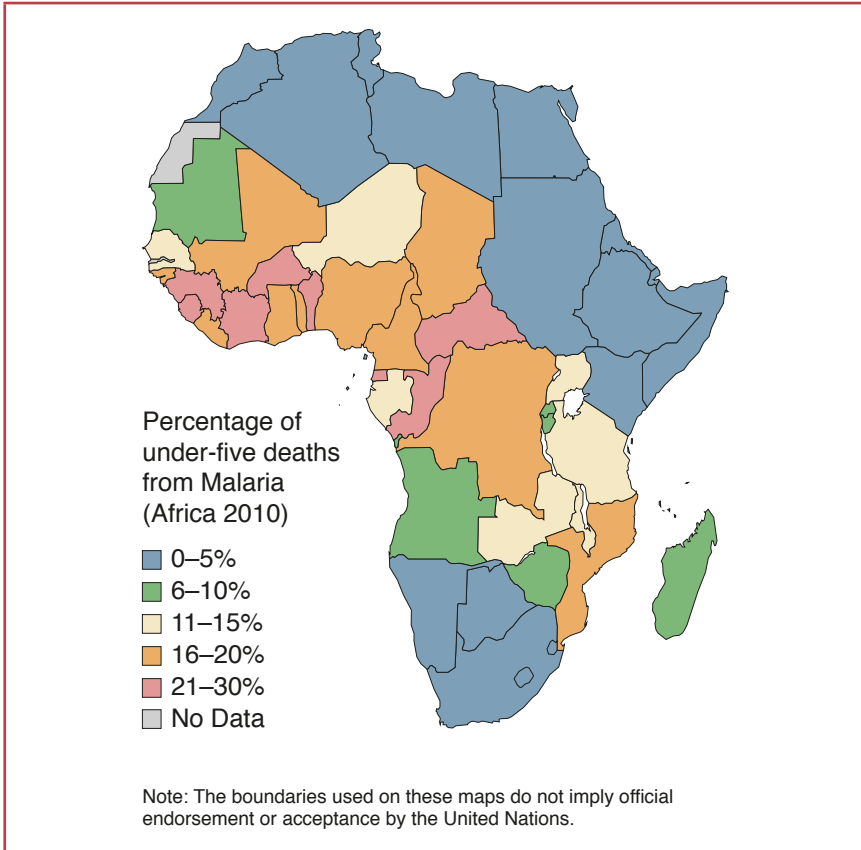 Percentage of
under-five deaths
from Malaria
(Africa 2010)
0–5%
6–10%
11–15%
16–20%
21–30%
No Data
Note: The boundaries used on these maps do not imply official
endorsement or acceptance by the United Nations.